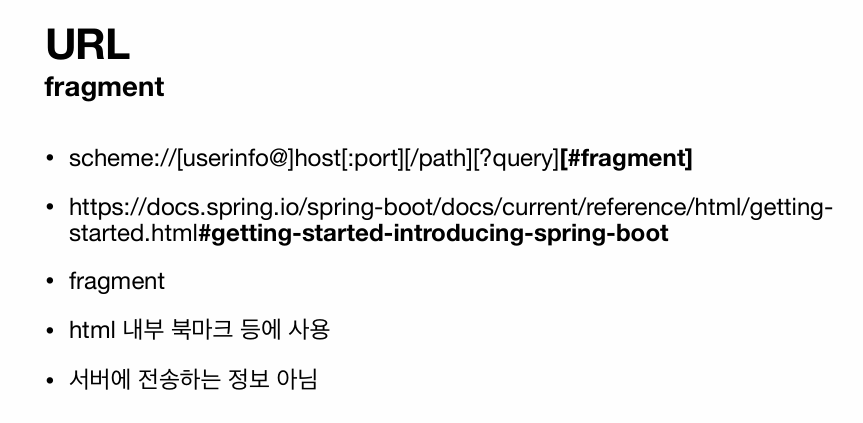 URL
fragment
• scheme://[userinfo@]host[:port][/path][?query][#fragment]
• https://docs.spring.io/spring-boot/docs/current/reference/html/getting-
started.html#getting-started-introducing-spring-boot
• fragment
• html 내부 북마크 등에 사용
• 서버에 전송하는 정보 아님